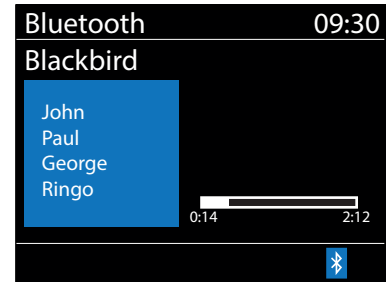 Bluetooth 09:30
Blackbird
John
Paul
George
Ringo
0:14 2:12